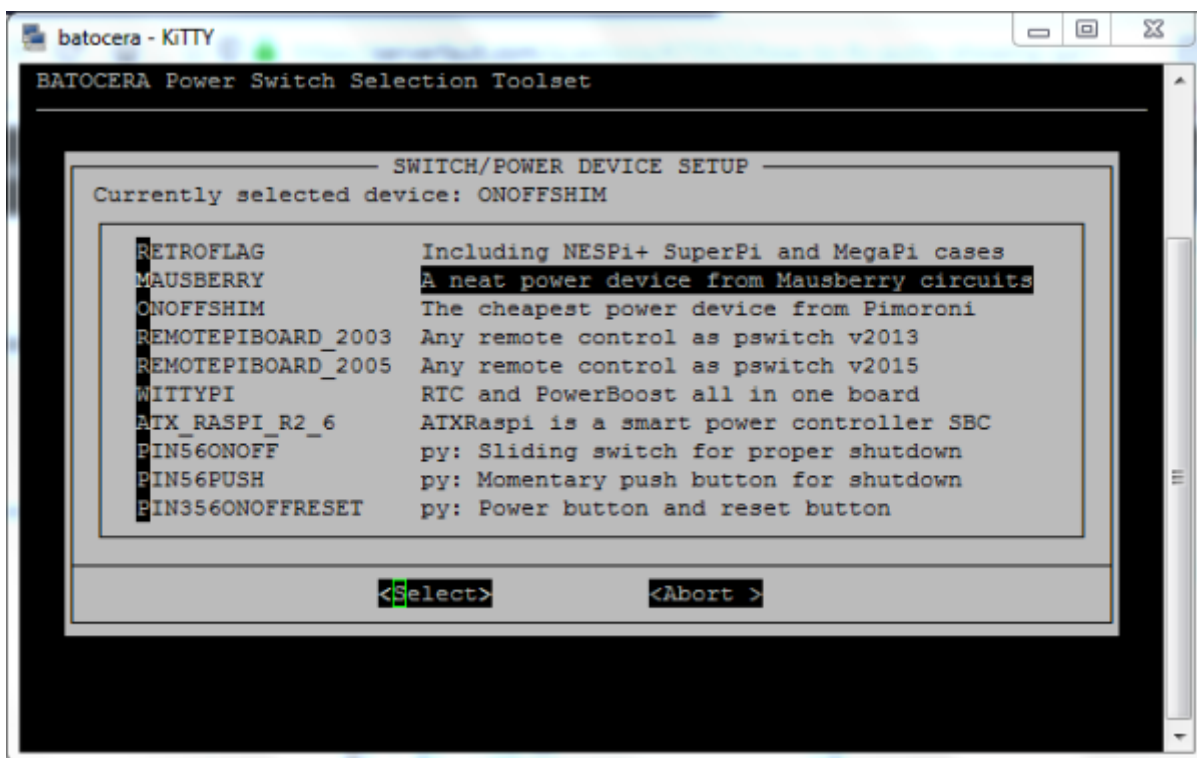 batocera - KiTTY
BATOCERA Power Switch Selection Toolset
SWITCH/POWER DEVICE SETUP
Currently selected device: ONOFFSHIM
RETROFLAG Including NESPi+ SuperPi and MegaPi cases
MAUSBERRY A neat power device from Mausberry circuits
ONOFFSHIM The cheapest power device from Pimoroni
REMOTEPIBOARD_2003 Any remote control as pswitch v2013
REMOTEPIBOARD_2005 Any remote control as pswitch v2015
WITTYPI RTC and PowerBoost all in one board
ATX_RASPI_R2_6 ATXRaspi is a smart power controller SBC
PIN56ONOFF py: Sliding switch for proper shutdown
PIN56PUSH py: Momentary push button for shutdown
PIN356ONOFFRESET py: Power button and reset button
<Select> <Abort >